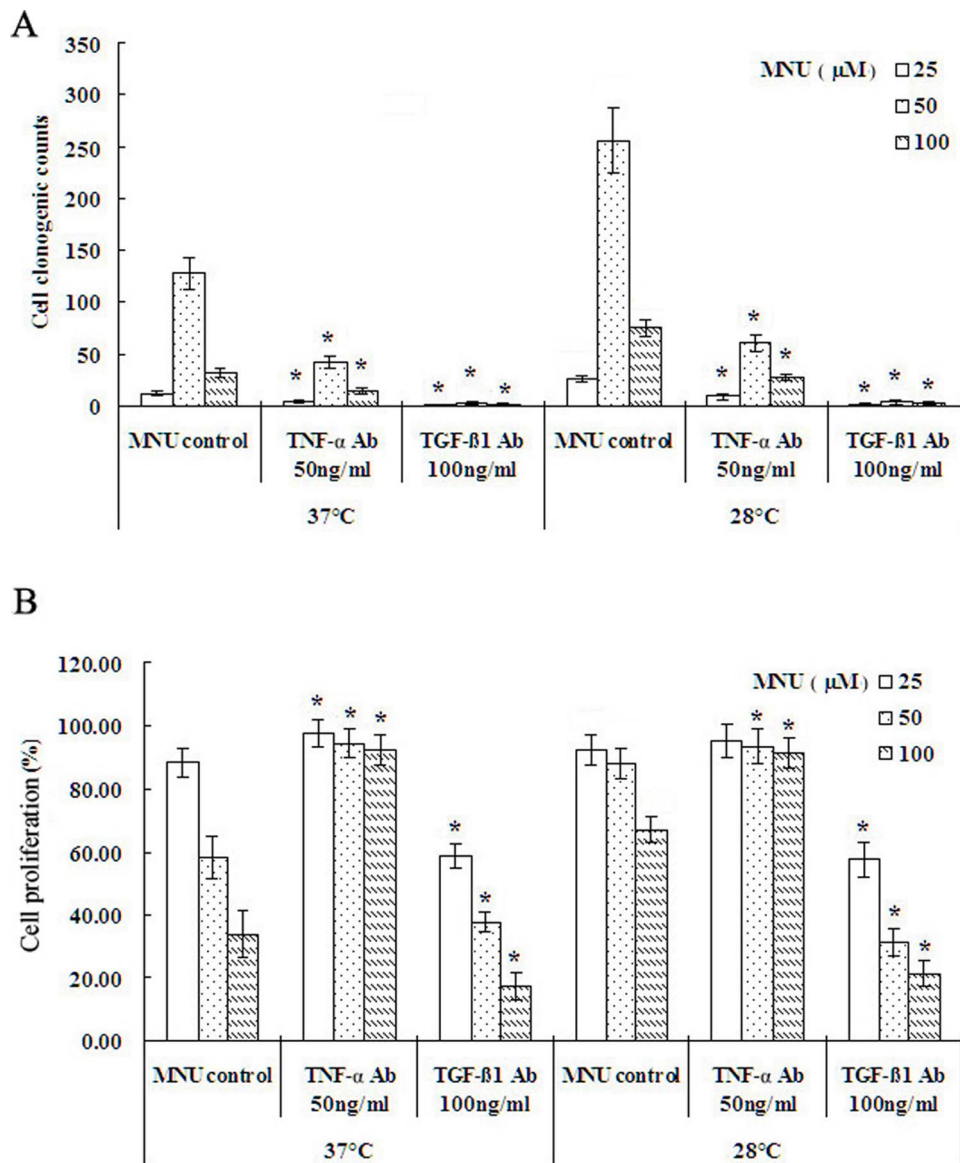 A
350
300
250
200
150
100
50
0
Cell clonogenic counts
MNU ( μM) 25
50
100
* * *
* * *
* * *
* * *
MNU control TNF-α Ab TGF-ß1 Ab MNU control TNF-α Ab TGF-ß1 Ab
50ng/ml 100ng/ml 50ng/ml 100ng/ml
37°C 28°C
B
120.00
100.00
80.00
60.00
40.00
20.00
0.00
Cell proliferation (%)
MNU ( μM) 25
50
100
* * *
* * *
* *
* * *
MNU control TNF-α Ab TGF-ß1 Ab MNU control TNF-α Ab TGF-ß1 Ab
50ng/ml 100ng/ml 50ng/ml 100ng/ml
37°C 28°C